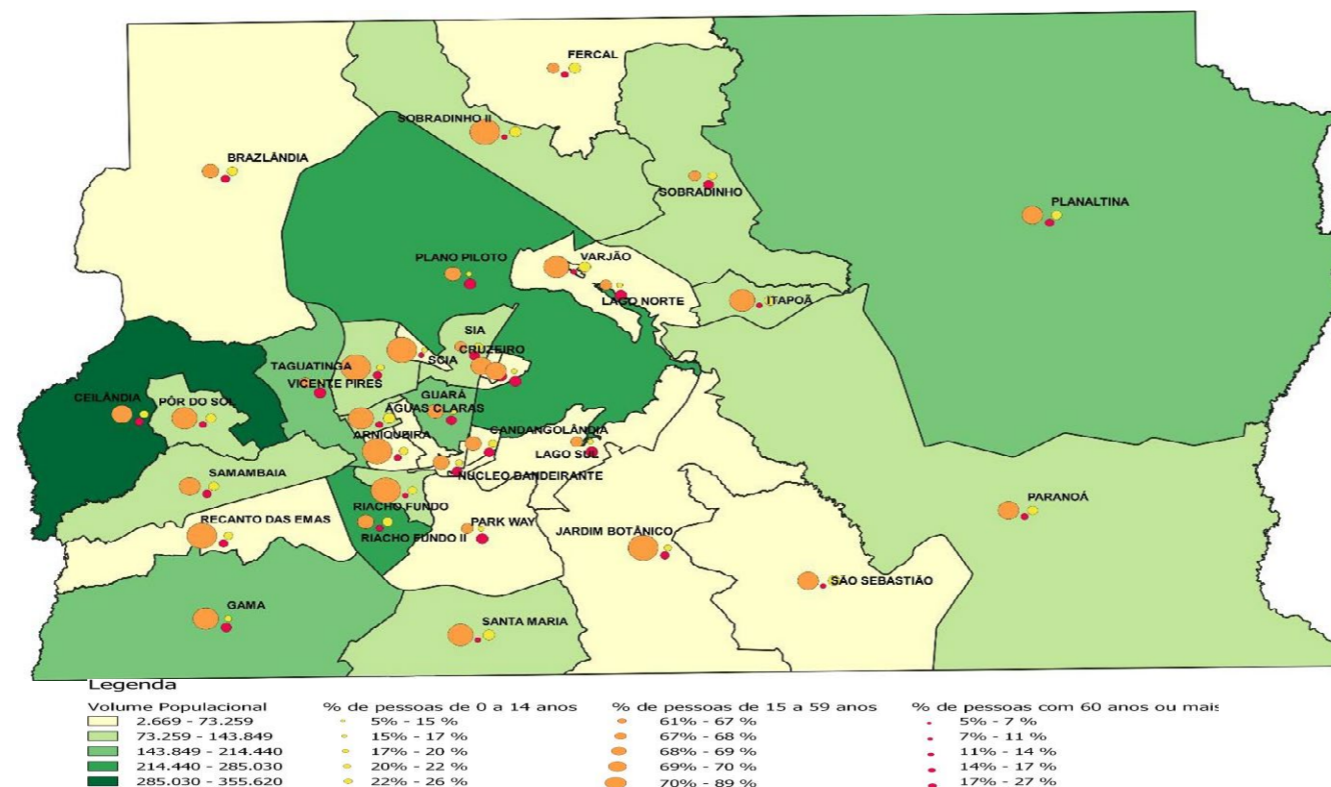 FERCAL
SOBRADINHO II
BRAZLÂNDIA
SOBRADINHO
PLANALTINA
PLANO PILOTO
VARJÃO
LAGO NORTE
ITAPOÃ
SIA
CRUZEIRO
SCIA
TAGUATINGA
VICENTE PIRES
GUARÁ
CEILÂNDIA
PÔR DO SOL
ÁGUAS CLARAS
ARNIQUEIRA
CANDANGOLÂNDIA
LAGO SUL
NÚCLEO BANDEIRANTE
SAMAMBAIA
PARANOÁ
RIACHO FUNDO
RECANTO DAS EMAS
PARK WAY
JARDIM BOTÂNICO
RIACHO FUNDO II
SÃO SEBASTIÃO
GAMA
SANTA MARIA
Legenda
Volume Populacional
2.669 - 73.259
73.259 - 143.849
143.849 - 214.440
214.440 - 285.030
285.030 - 355.620
% de pessoas de 0 a 14 anos
5% - 15 %
15% - 17 %
17% - 20 %
20% - 22 %
22% - 26 %
% de pessoas de 15 a 59 anos
61% - 67 %
67% - 68 %
68% - 69 %
69% - 70 %
70% - 89 %
% de pessoas com 60 anos ou mais
5% - 7 %
7% - 11 %
11% - 14 %
14% - 17 %
17% - 27 %